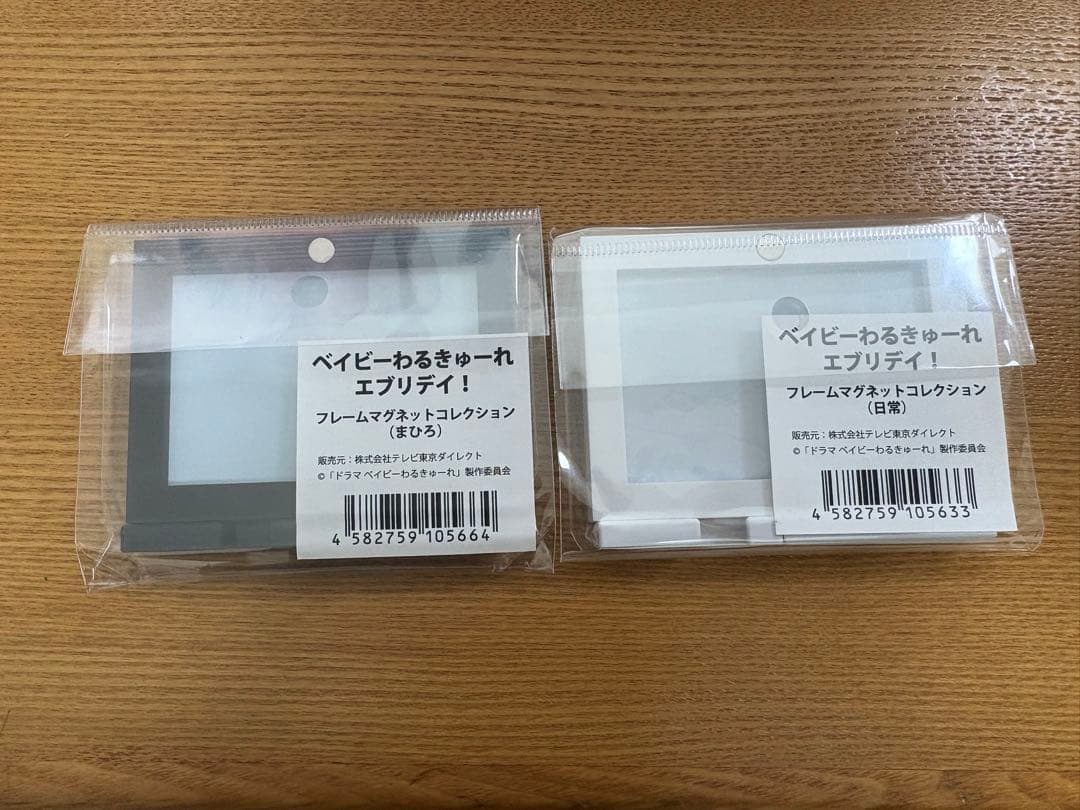 ベイビーわるきゅーれ
エブリデイ！
フレームマグネットコレクション
（まひろ）
販売元：株式会社テレビ東京ダイレクト
©「ドラマ ベイビーわるきゅーれ」製作委員会
4 582759 105664
ベイビーわるきゅーれ
エブリデイ！
フレームマグネットコレクション
（日常）
販売元：株式会社テレビ東京ダイレクト
©「ドラマ ベイビーわるきゅーれ」製作委員会
4 582759 105633